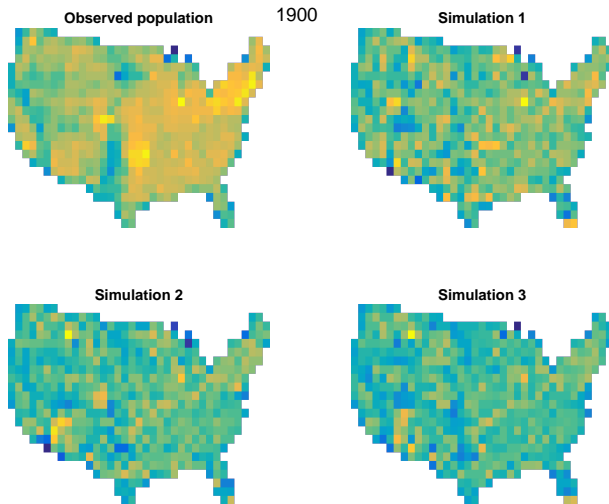 Observed population
1900
Simulation 1
Simulation 2
Simulation 3